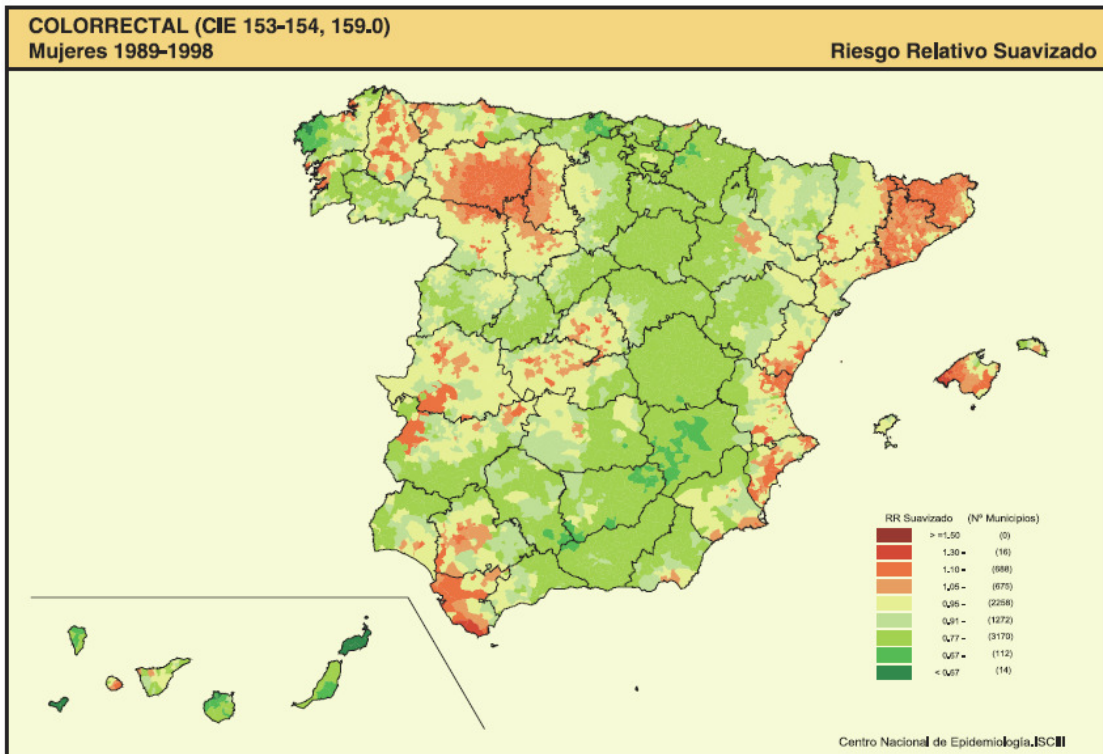 COLORRECTAL (CIE 153-154, 159.0)
Mujeres 1989-1998
Riesgo Relativo Suavizado
RR Suavizado (Nº Municipios)
> =1.50 (0)
1.30 - (16)
1.10 - (688)
1.05 - (675)
0.95 - (2258)
0.91 - (1272)
0.77 - (3170)
0.67 - (112)
< 0.67 (14)
Centro Nacional de Epidemiología.ISCIII